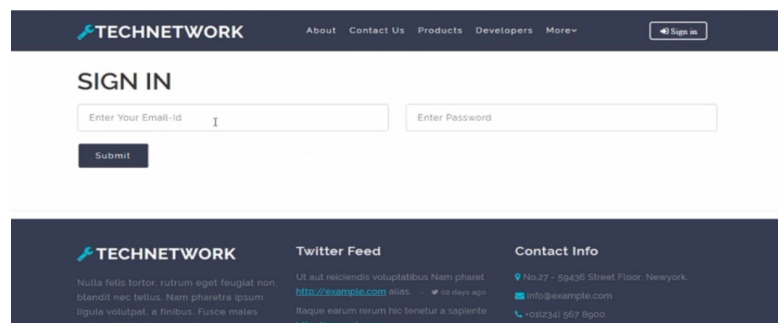 TECHNETWORK
About Contact Us Products Developers More
Sign in
SIGN IN
Enter Your Email-Id
Enter Password
Submit
TECHNETWORK
Nulla felis tortor, rutrum eget feugiat non,
blandit nec tellus. Nam pharetra ipsum
ligula volutpat, a finibus. Fusce males
Twitter Feed
Ut aut reiciendis voluptatibus Nam pharet
http://example.com alias. - 02 days ago
Itaque earum rerum hic tenetur a sapiente
Contact Info
No.27 - 59436 Street Floor, Newyork.
info@example.com
+01(234) 567 8900